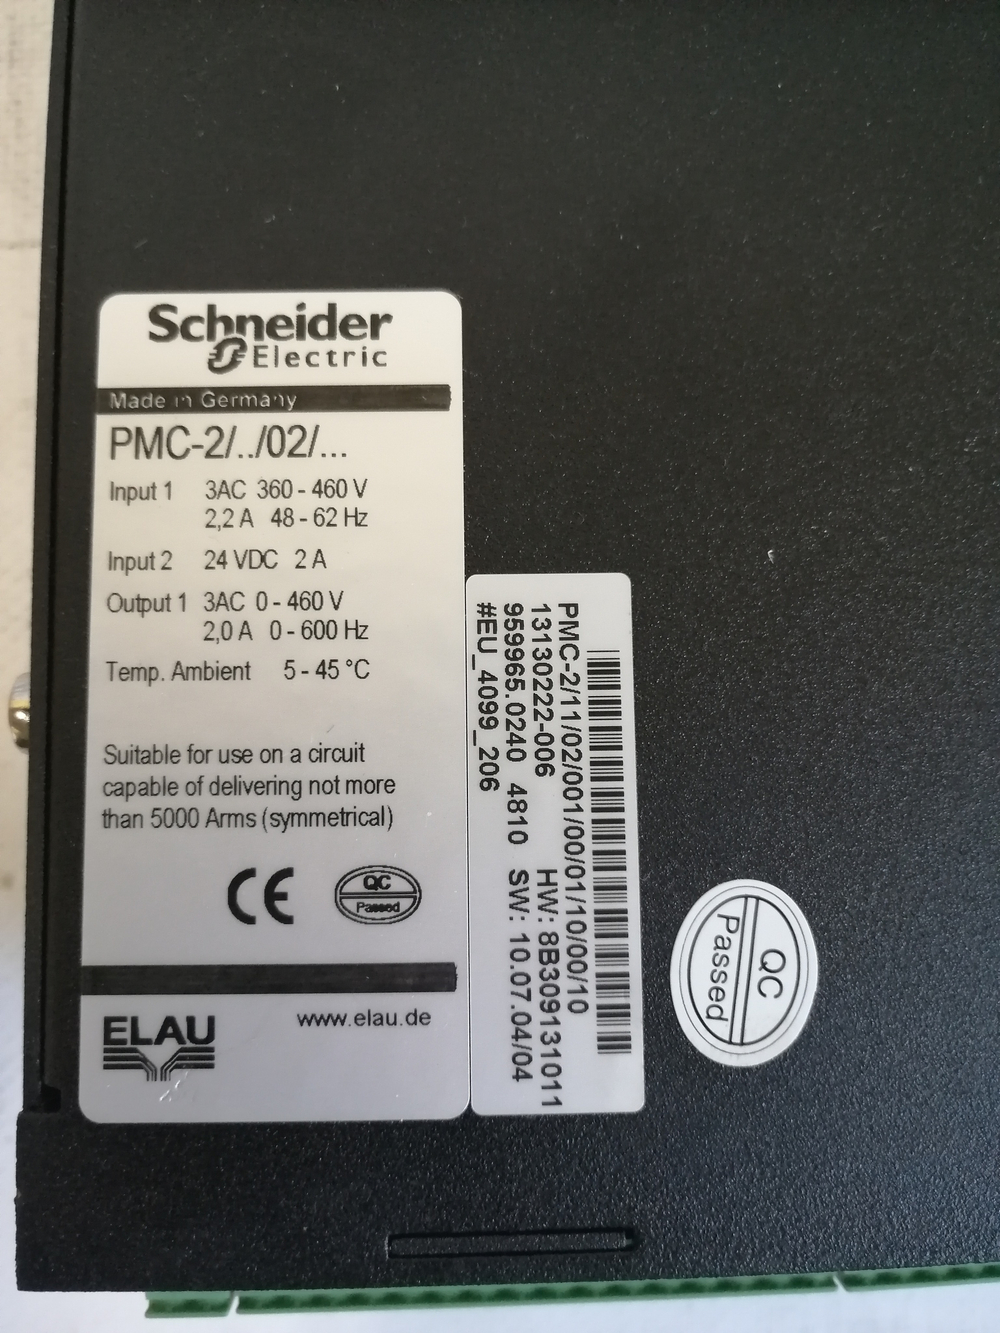 Schneider
Electric
Made in Germany
PMC-2/../02/...
Input 1 3AC 360 - 460 V
2,2 A 48 - 62 Hz
Input 2 24 VDC 2 A
Output 1 3AC 0 - 460 V
2,0 A 0 - 600 Hz
Temp. Ambient 5 - 45 °C
Suitable for use on a circuit
capable of delivering not more
than 5000 Arms (symmetrical)
CE
QC
Passed
ELAU
www.elau.de
PMC-2/11/02/001/00/01/10/00/10
13130222-006 HW: 8B309131011
959965.0240 4810 SW: 10.07.04/04
#EU_4099_206
QC
Passed